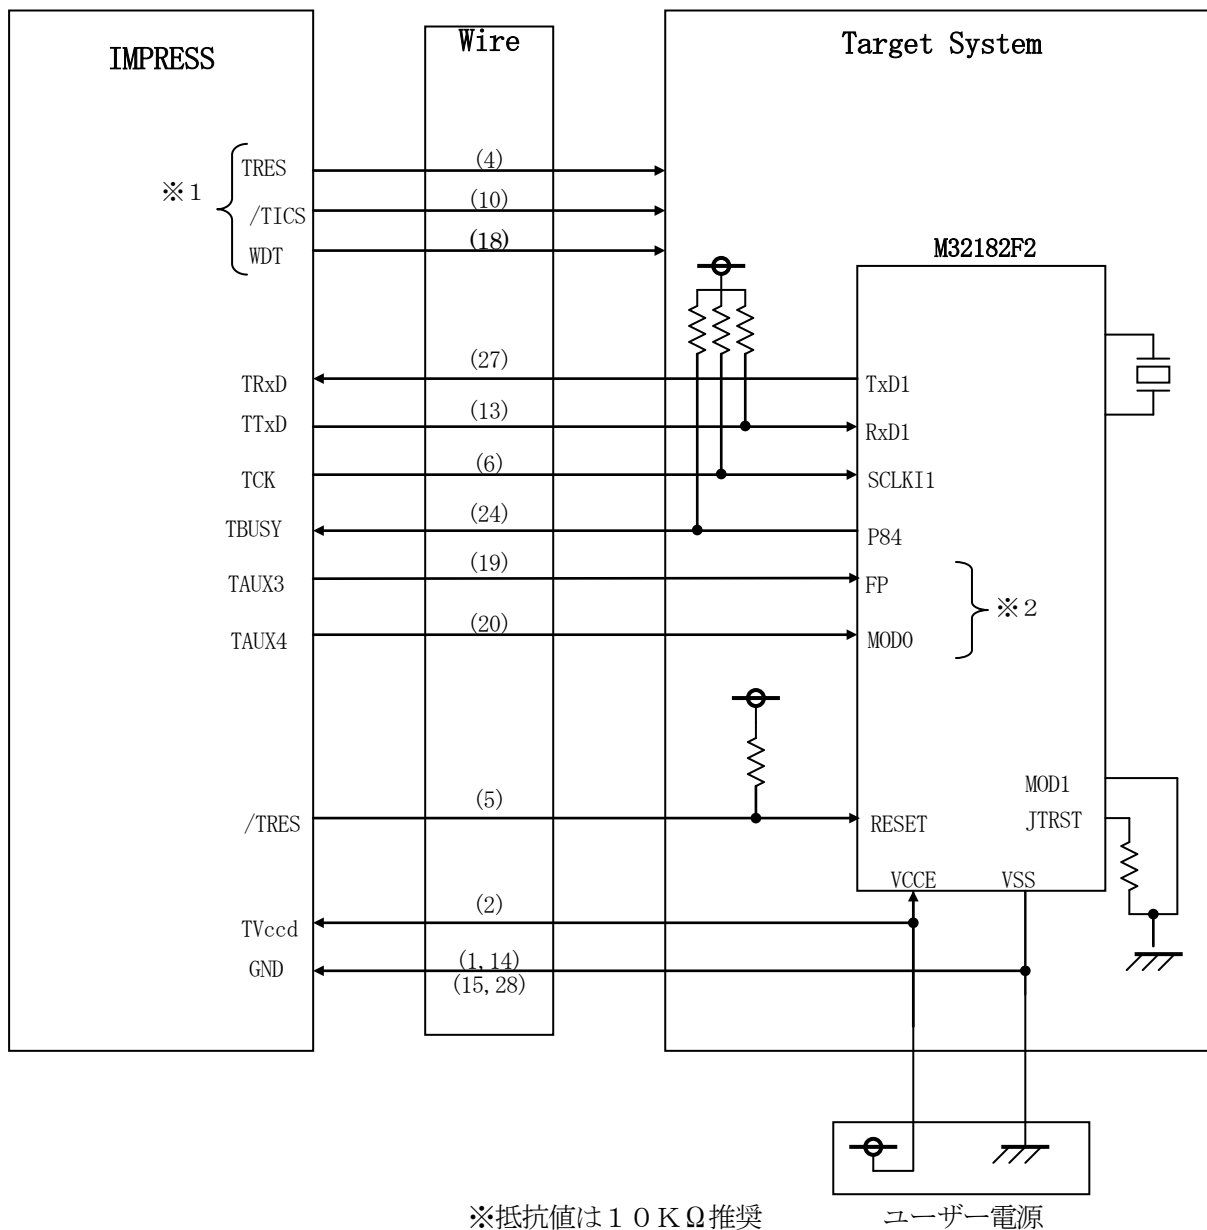 IMPRESS
Wire
Target System
※1
TRES
(4)
/TICS
(10)
WDT
(18)
M32182F2
TRxD
(27)
TxD1
TTxD
(13)
RxD1
TCK
(6)
SCLKI1
TBUSY
(24)
P84
TAUX3
(19)
FP
※2
TAUX4
(20)
MOD0
MOD1
/TRES
(5)
RESET
JTRST
VCCE
VSS
TVccd
(2)
GND
(1,14)
(15,28)
※抵抗値は10KΩ推奨
ユーザー電源